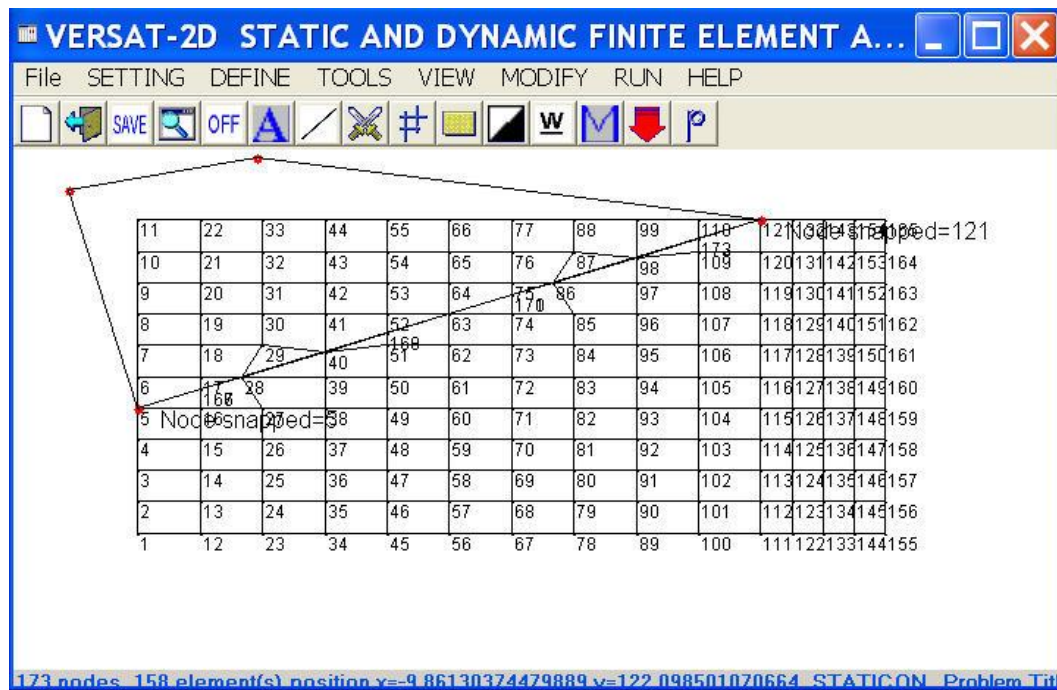 VERSAT-2D STATIC AND DYNAMIC FINITE ELEMENT A...
File SETTING DEFINE TOOLS VIEW MODIFY RUN HELP
SAVE OFF A W M P
11 22 33 44 55 66 77 88 99 110 121 Node snapped=121
173
10 21 32 43 54 65 76 87 98 109 120 131 142 153 164
9 20 31 42 53 64 75 86 97 108 119 130 141 152 163
170
8 19 30 41 52 63 74 85 96 107 118 129 140 151 162
7 18 29 40 51 62 73 84 95 106 117 128 139 150 161
6 17 28 39 50 61 72 83 94 105 116 127 138 149 160
5 16 27 38 49 60 71 82 93 104 115 126 137 148 159
Node snapped=5
4 15 26 37 48 59 70 81 92 103 114 125 136 147 158
3 14 25 36 47 58 69 80 91 102 113 124 135 146 157
2 13 24 35 46 57 68 79 90 101 112 123 134 145 156
1 12 23 34 45 56 67 78 89 100 111 122 133 144 155
173 nodes, 158 element(s) position x=-9.86130374479889 y=122.098501070664 STATICON Problem Tit